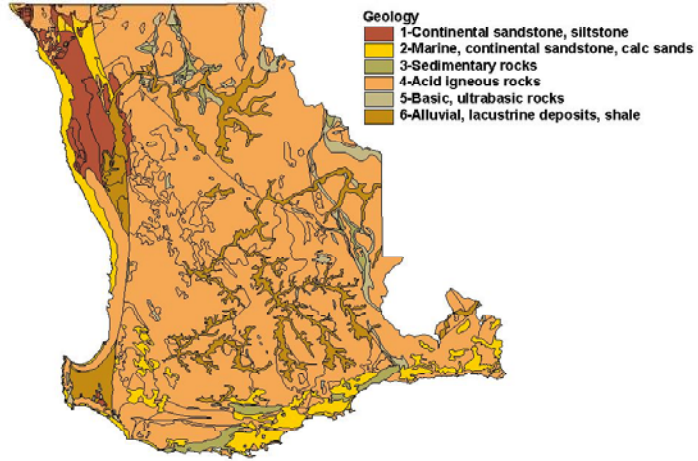 Geology
1-Continental sandstone, siltstone
2-Marine, continental sandstone, calc sands
3-Sedimentary rocks
4-Acid igneous rocks
5-Basic, ultrabasic rocks
6-Alluvial, lacustrine deposits, shale